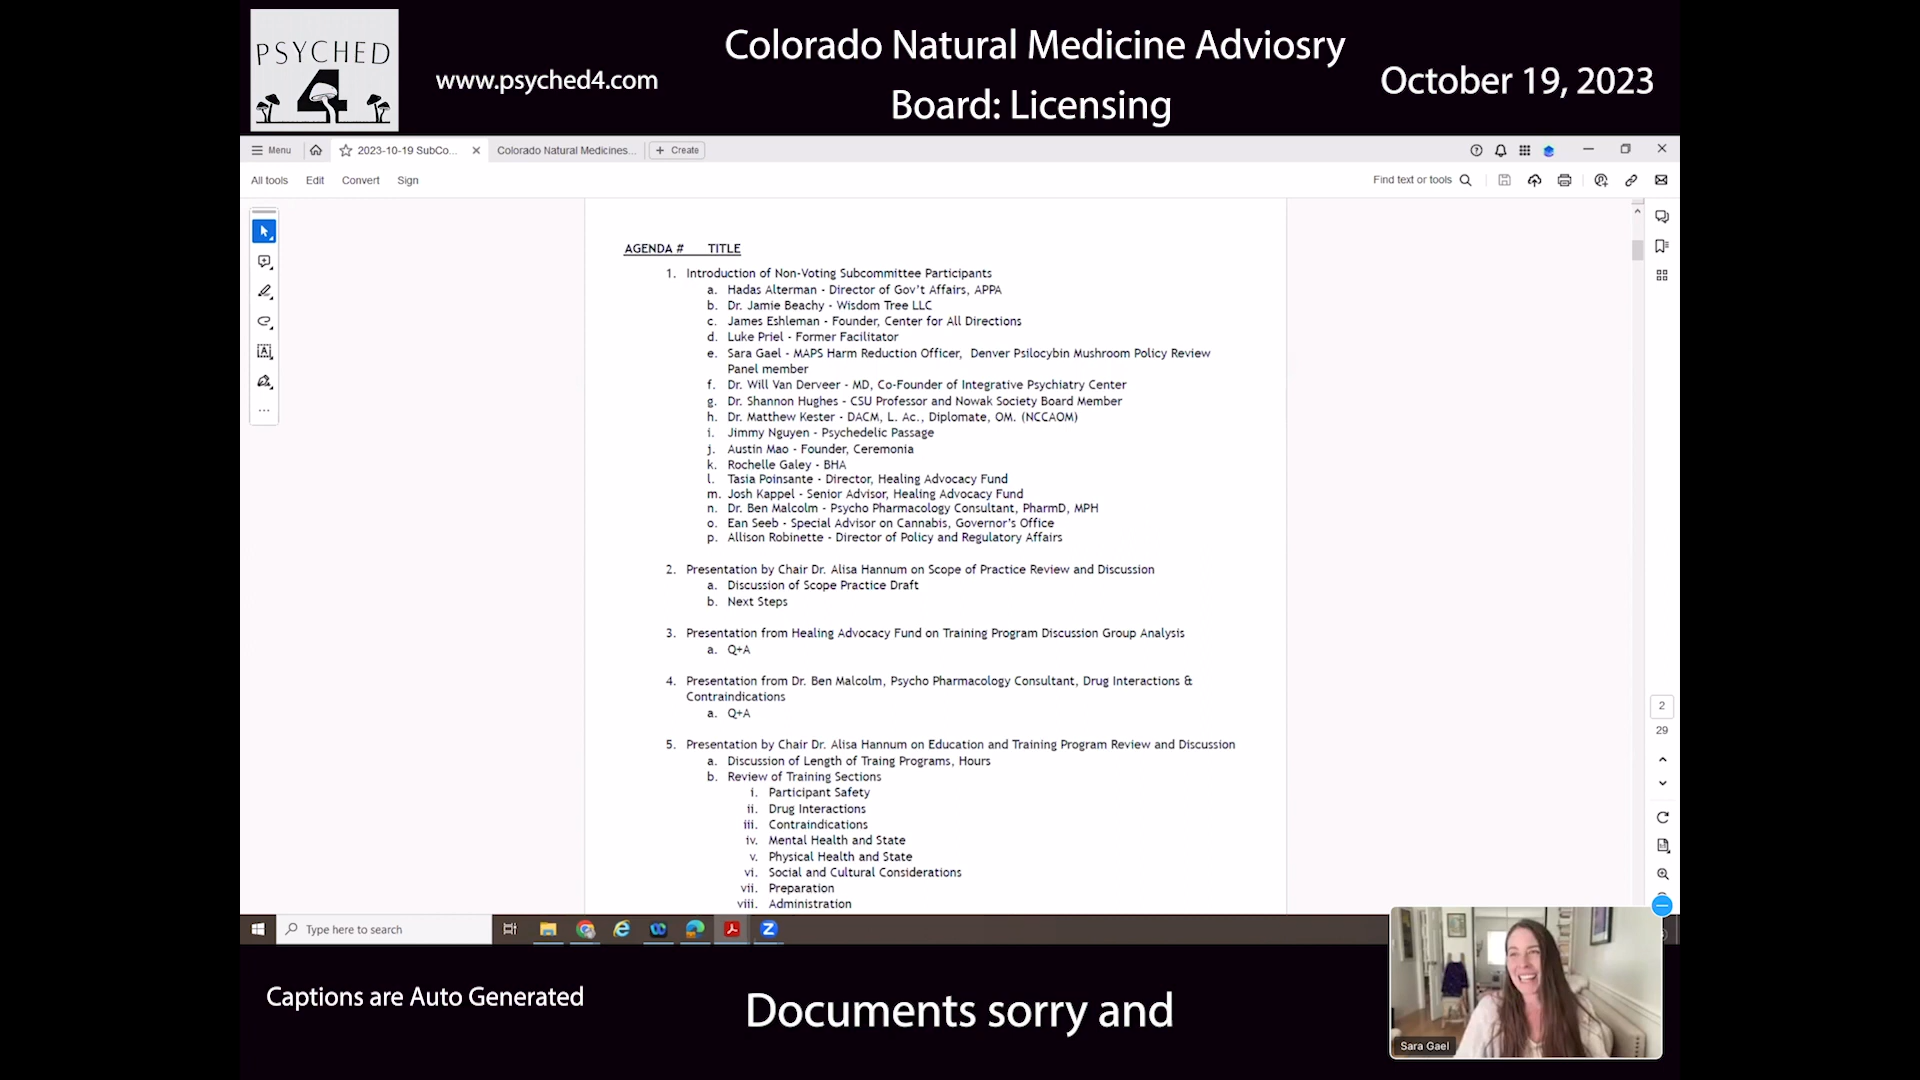 PSYCHED
4
www.psyched4.com
Colorado Natural Medicine Adviosry
Board: Licensing
October 19, 2023
Menu
2023-10-19 SubCo...
Colorado Natural Medicines...
Create
All tools
Edit
Convert
Sign
Find text or tools
AGENDA # TITLE
1. Introduction of Non-Voting Subcommittee Participants
a. Hadas Alterman - Director of Gov't Affairs, APPA
b. Dr. Jamie Beachy - Wisdom Tree LLC
c. James Eshleman - Founder, Center for All Directions
d. Luke Priel - Former Facilitator
e. Sara Gael - MAPS Harm Reduction Officer, Denver Psilocybin Mushroom Policy Review
Panel member
f. Dr. Will Van Derveer - MD, Co-Founder of Integrative Psychiatry Center
g. Dr. Shannon Hughes - CSU Professor and Nowak Society Board Member
h. Dr. Matthew Kester - DACM, L. Ac., Diplomate, OM. (NCCAOM)
i. Jimmy Nguyen - Psychedelic Passage
j. Austin Mao - Founder, Ceremonia
k. Rochelle Galey - BHA
l. Tasia Poinsante - Director, Healing Advocacy Fund
m. Josh Kappel - Senior Advisor, Healing Advocacy Fund
n. Dr. Ben Malcolm - Psycho Pharmacology Consultant, PharmD, MPH
o. Ean Seeb - Special Advisor on Cannabis, Governor's Office
p. Allison Robinette - Director of Policy and Regulatory Affairs
2. Presentation by Chair Dr. Alisa Hannum on Scope of Practice Review and Discussion
a. Discussion of Scope Practice Draft
b. Next Steps
3. Presentation from Healing Advocacy Fund on Training Program Discussion Group Analysis
a. Q+A
4. Presentation from Dr. Ben Malcolm, Psycho Pharmacology Consultant, Drug Interactions &
Contraindications
a. Q+A
5. Presentation by Chair Dr. Alisa Hannum on Education and Training Program Review and Discussion
a. Discussion of Length of Traing Programs, Hours
b. Review of Training Sections
i. Participant Safety
ii. Drug Interactions
iii. Contraindications
iv. Mental Health and State
v. Physical Health and State
vi. Social and Cultural Considerations
vii. Preparation
viii. Administration
2
29
Type here to search
Captions are Auto Generated
Documents sorry and
Sara Gael